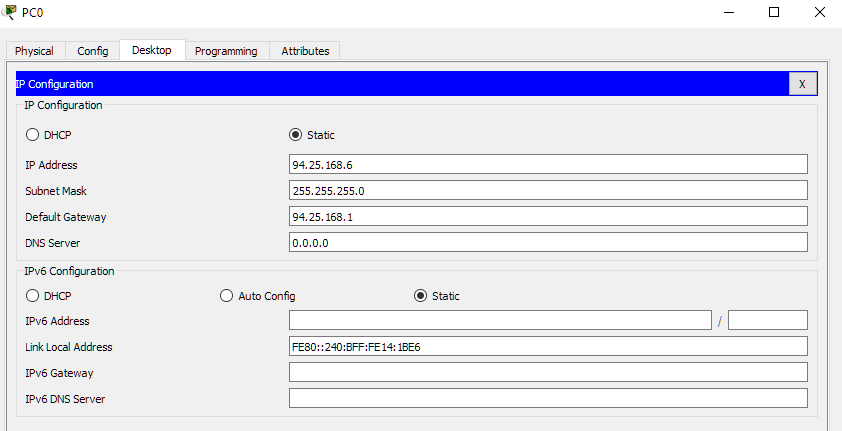 PC0
Physical Config Desktop Programming Attributes
IP Configuration X
IP Configuration
DHCP Static
IP Address 94.25.168.6
Subnet Mask 255.255.255.0
Default Gateway 94.25.168.1
DNS Server 0.0.0.0
IPv6 Configuration
DHCP Auto Config Static
IPv6 Address /
Link Local Address FE80::240:BFF:FE14:1BE6
IPv6 Gateway
IPv6 DNS Server